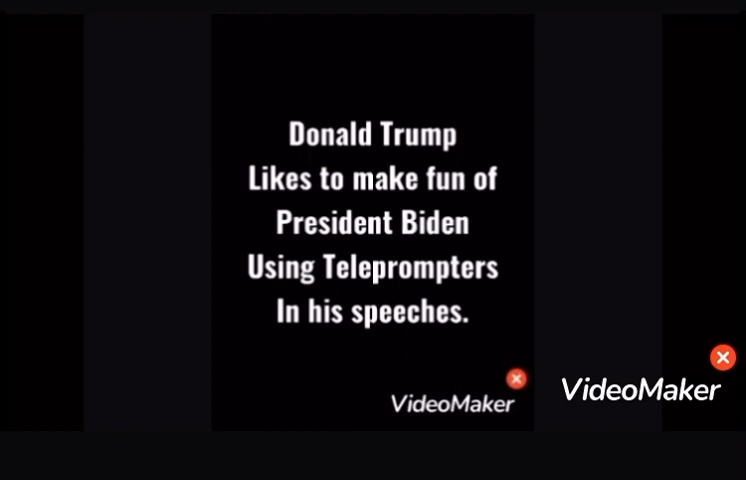 Donald Trump
Likes to make fun of
President Biden
Using Teleprompters
In his speeches.
VideoMaker
VideoMaker